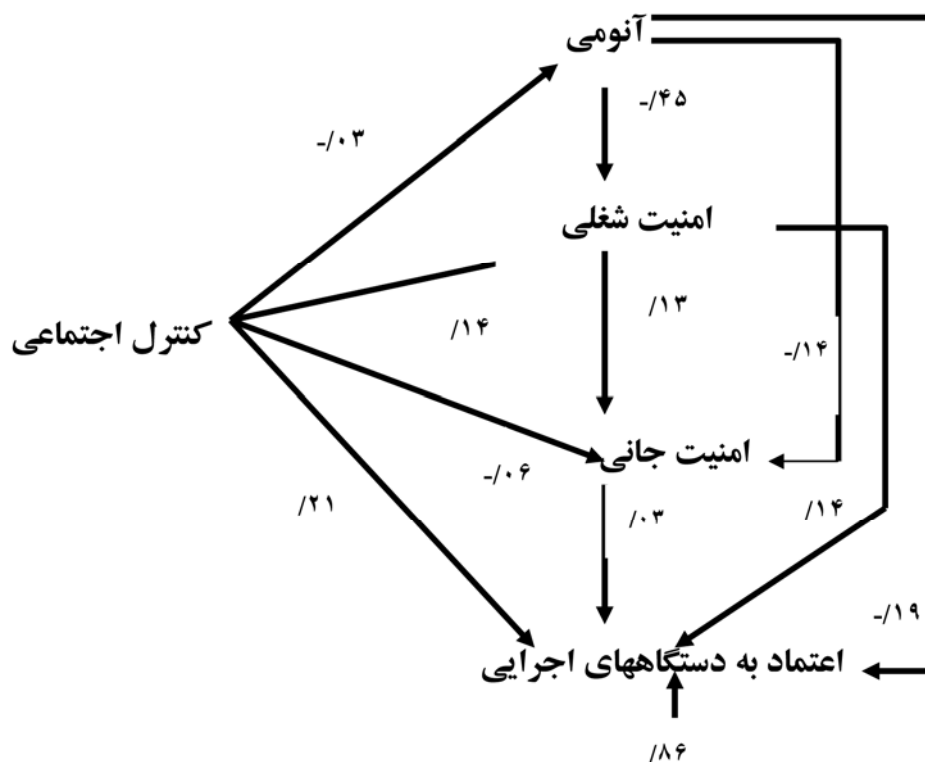 آنومی
-/۴۵
-/۰۳
امنیت شغلی
/۱۳
/۱۴
کنترل اجتماعی
-/۱۴
امنیت جانی
-/۰۶
/۲۱
/۰۳
/۱۴
-/۱۹
اعتماد به دستگاههای اجرایی
/۸۶